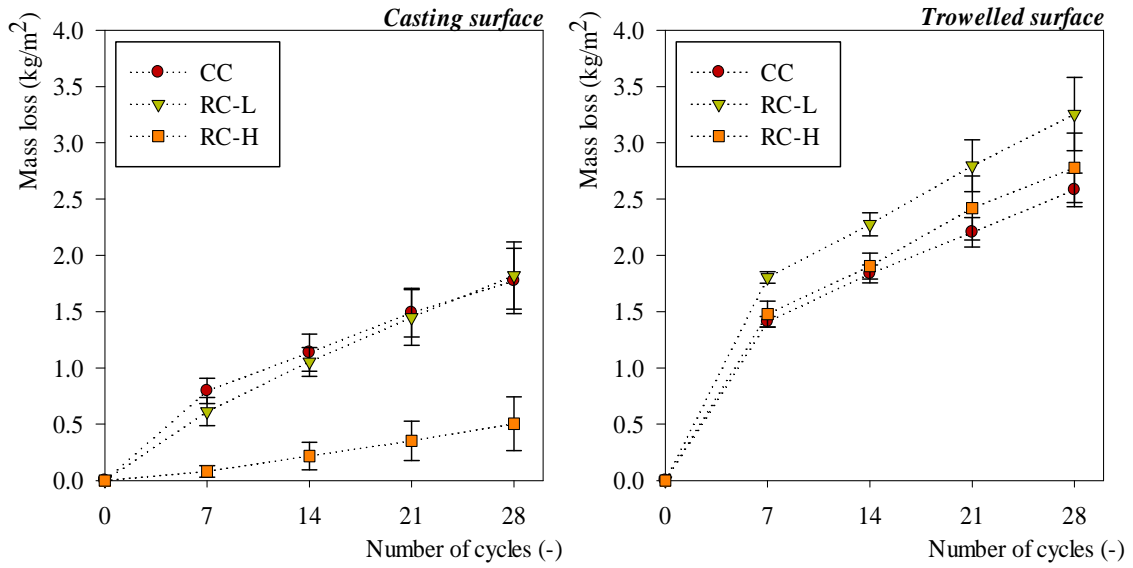 Casting surface
4.0
3.5
3.0
2.5
2.0
1.5
1.0
0.5
0.0
Mass loss (kg/m²)
CC
RC-L
RC-H
0 7 14 21 28
Number of cycles (-)
Trowelled surface
4.0
3.5
3.0
2.5
2.0
1.5
1.0
0.5
0.0
Mass loss (kg/m²)
CC
RC-L
RC-H
0 7 14 21 28
Number of cycles (-)